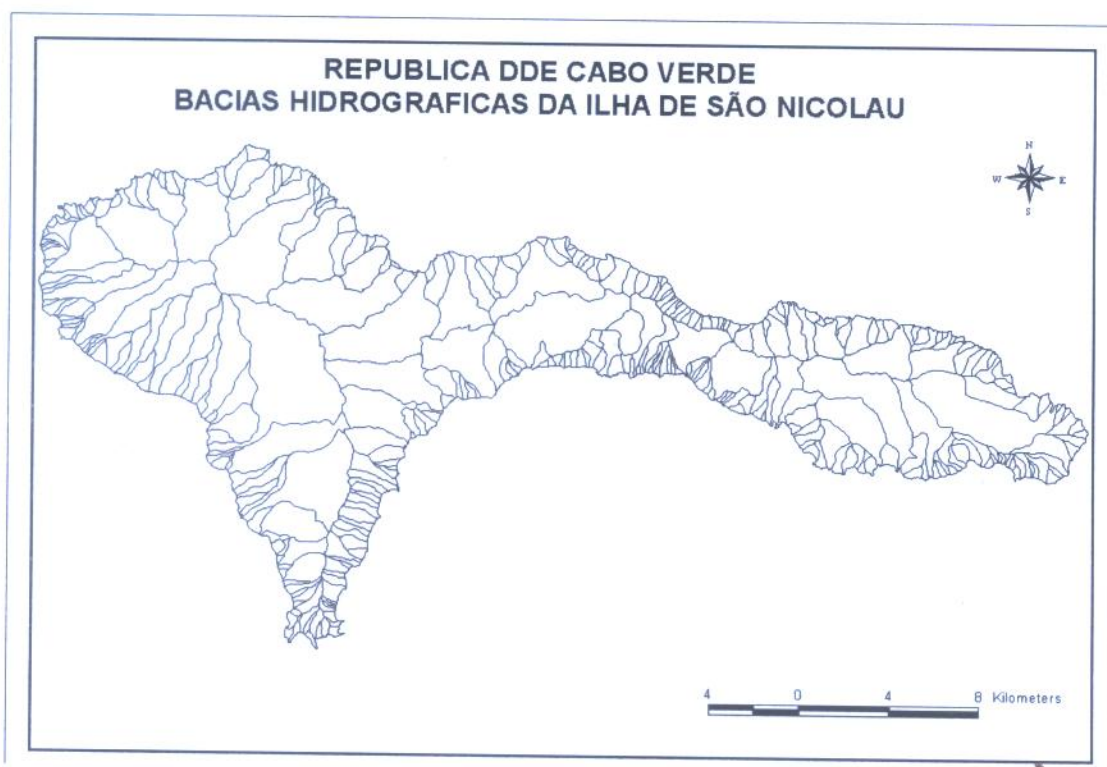 REPUBLICA DDE CABO VERDE
BACIAS HIDROGRAFICAS DA ILHA DE SÃO NICOLAU
N
W E
S
4 0 4 8 Kilometers